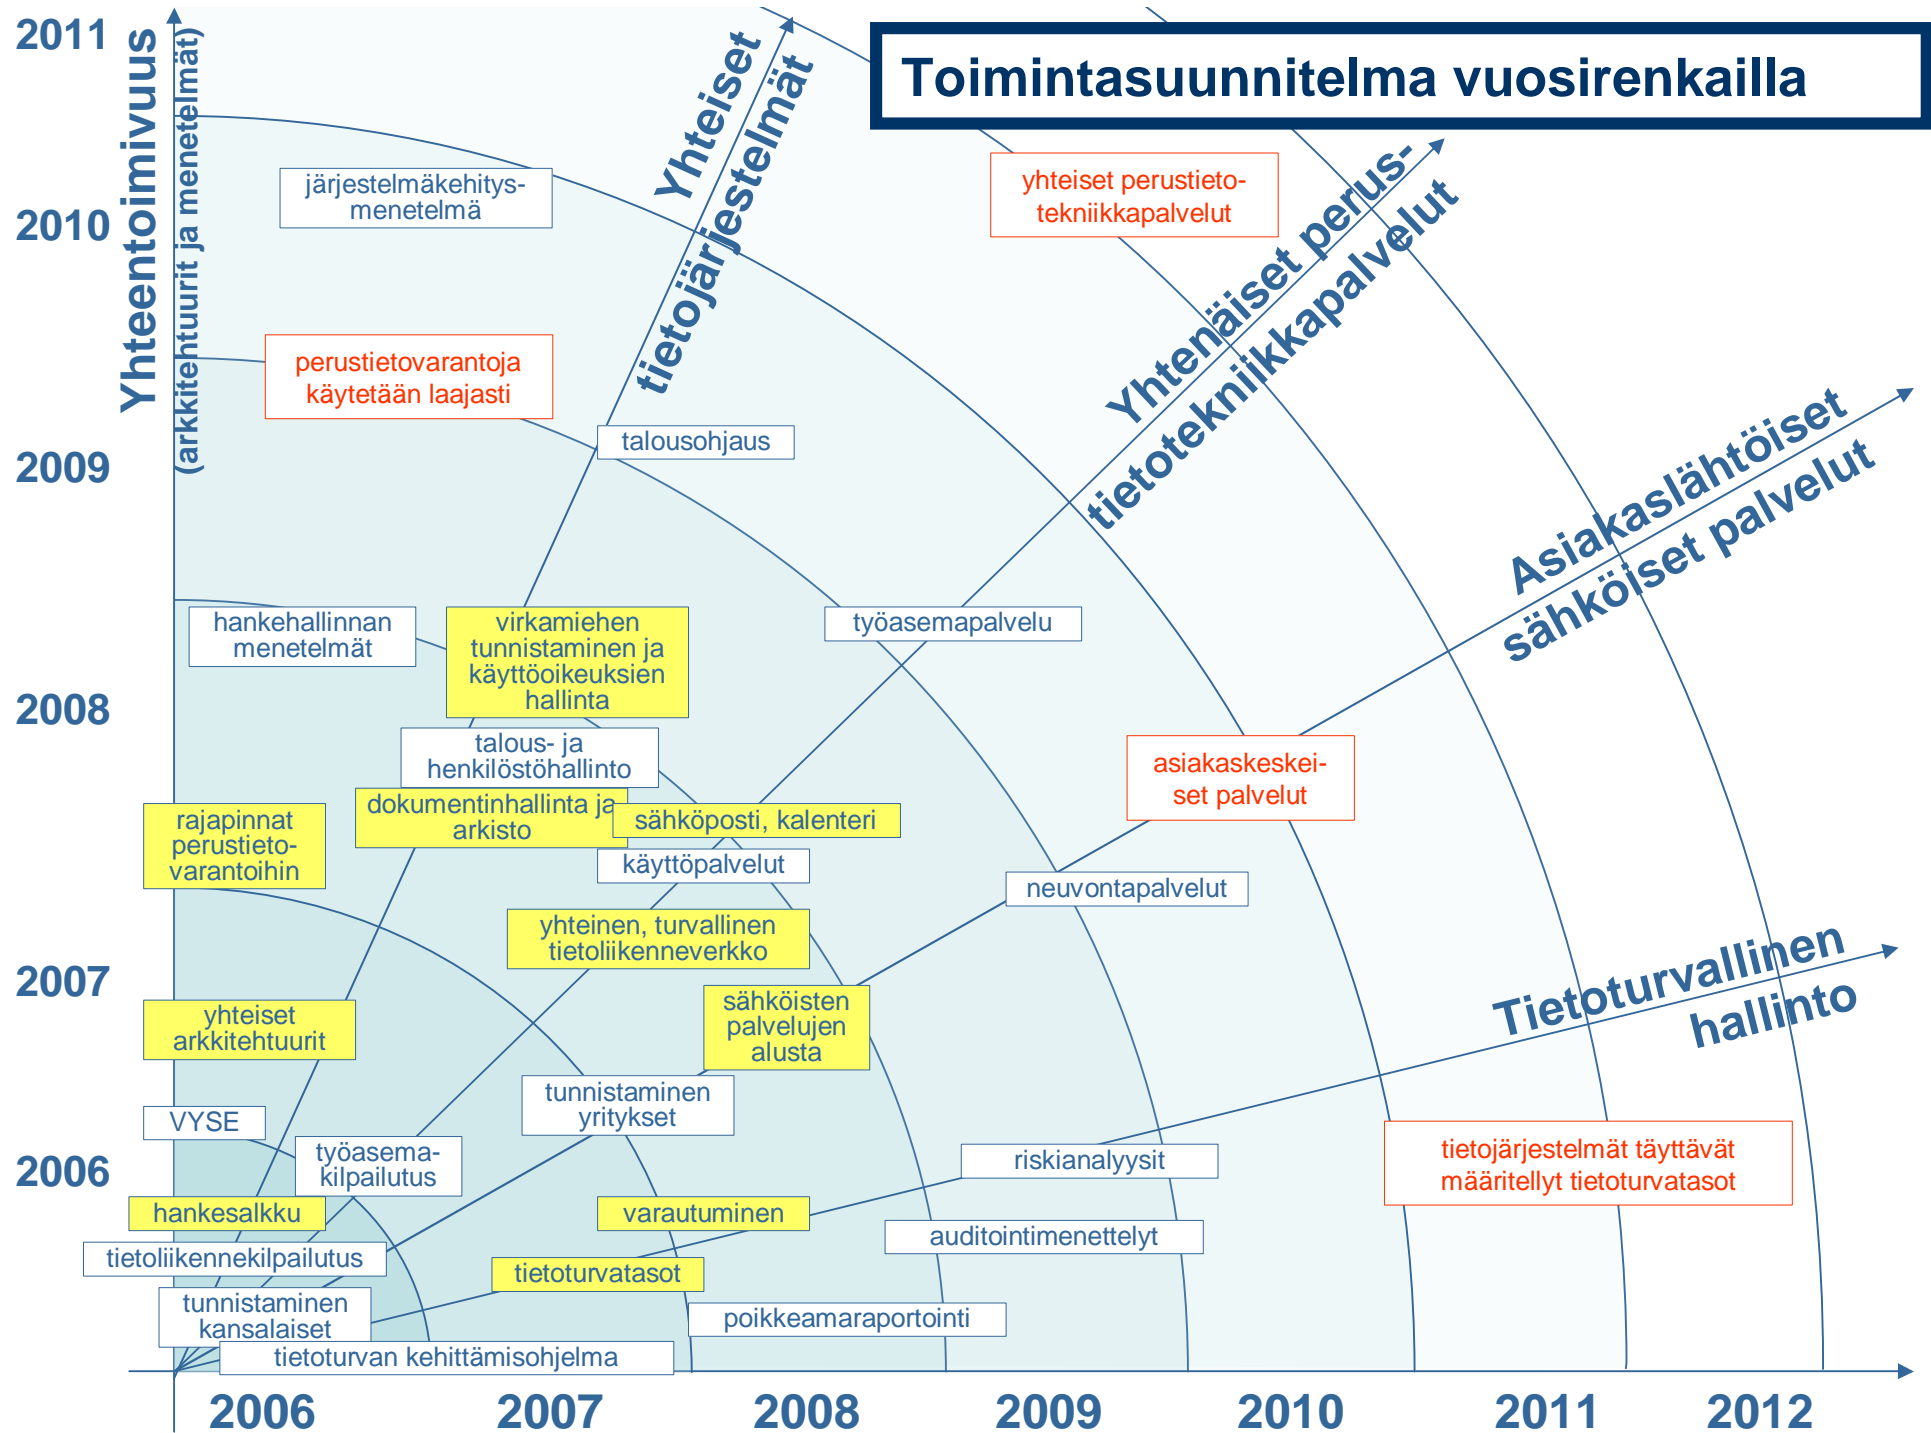 Toimintasuunnitelma vuosirenkailla
2011
2010
2009
2008
2007
2006
Yhteentoimivuus
(arkkitehtuurit ja menetelmät)
Yhteiset
tietojärjestelmät
Yhtenäiset perus-
tietotekniikkapalvelut
Asiakaslähtöiset
sähköiset palvelut
Tietoturvallinen
hallinto
järjestelmäkehitys-
menetelmä
yhteiset perustieto-
tekniikkapalvelut
perustietovarantoja
käytetään laajasti
talousohjaus
hankehallinnan
menetelmät
virkamiehen
tunnistaminen ja
käyttöoikeuksien
hallinta
työasemapalvelu
talous- ja
henkilöstöhallinto
asiakaskeskei-
set palvelut
dokumentinhallinta ja
arkisto
sähköposti, kalenteri
rajapinnat
perustieto-
varantoihin
käyttöpalvelut
neuvontapalvelut
yhteinen, turvallinen
tietoliikenneverkko
yhteiset
arkkitehtuurit
sähköisten
palvelujen
alusta
tunnistaminen
yritykset
VYSE
työasema-
kilpailutus
riskianalyysit
tietojärjestelmät täyttävät
määritellyt tietoturvatasot
hankesalkku
varautuminen
auditointimenettelyt
tietoliikennekilpailutus
tietoturvatasot
tunnistaminen
kansalaiset
poikkeamaraportointi
tietoturvan kehittämisohjelma
2006
2007
2008
2009
2010
2011
2012